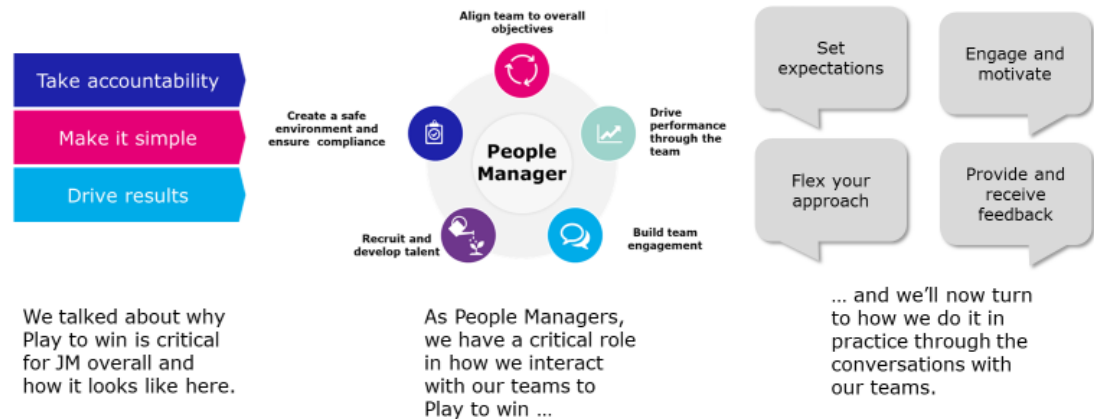 Take accountability
Make it simple
Drive results
We talked about why
Play to win is critical
for JM overall and
how it looks like here.
Align team to overall
objectives
Create a safe
environment and
ensure compliance
Drive
performance
through the
team
People
Manager
Recruit and
develop talent
Build team
engagement
As People Managers,
we have a critical role
in how we interact
with our teams to
Play to win …
Set
expectations
Engage and
motivate
Flex your
approach
Provide and
receive
feedback
… and we’ll now turn
to how we do it in
practice through the
conversations with
our teams.